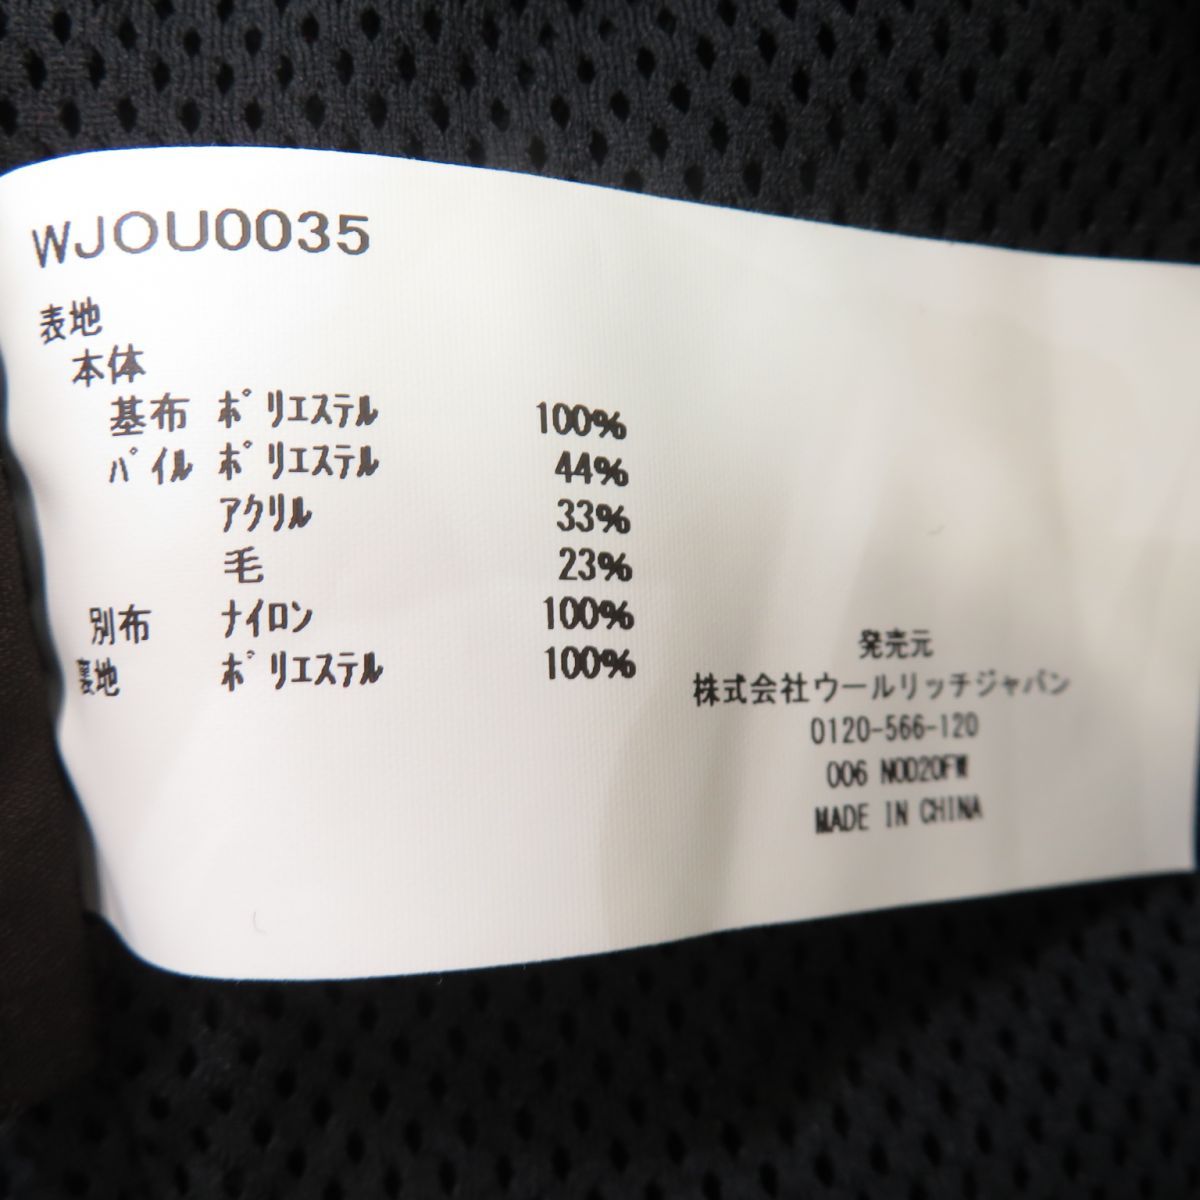 WJOU0035
表地
本体
基布 ﾎﾟﾘｴｽﾃﾙ 100%
ﾊﾟｲﾙ ﾎﾟﾘｴｽﾃﾙ 44%
ｱｸﾘﾙ 33%
毛 23%
別布 ﾅｲﾛﾝ 100%
裏地 ﾎﾟﾘｴｽﾃﾙ 100%
発売元
株式会社ウールリッチジャパン
0120-566-120
006 NOD20FW
MADE IN CHINA